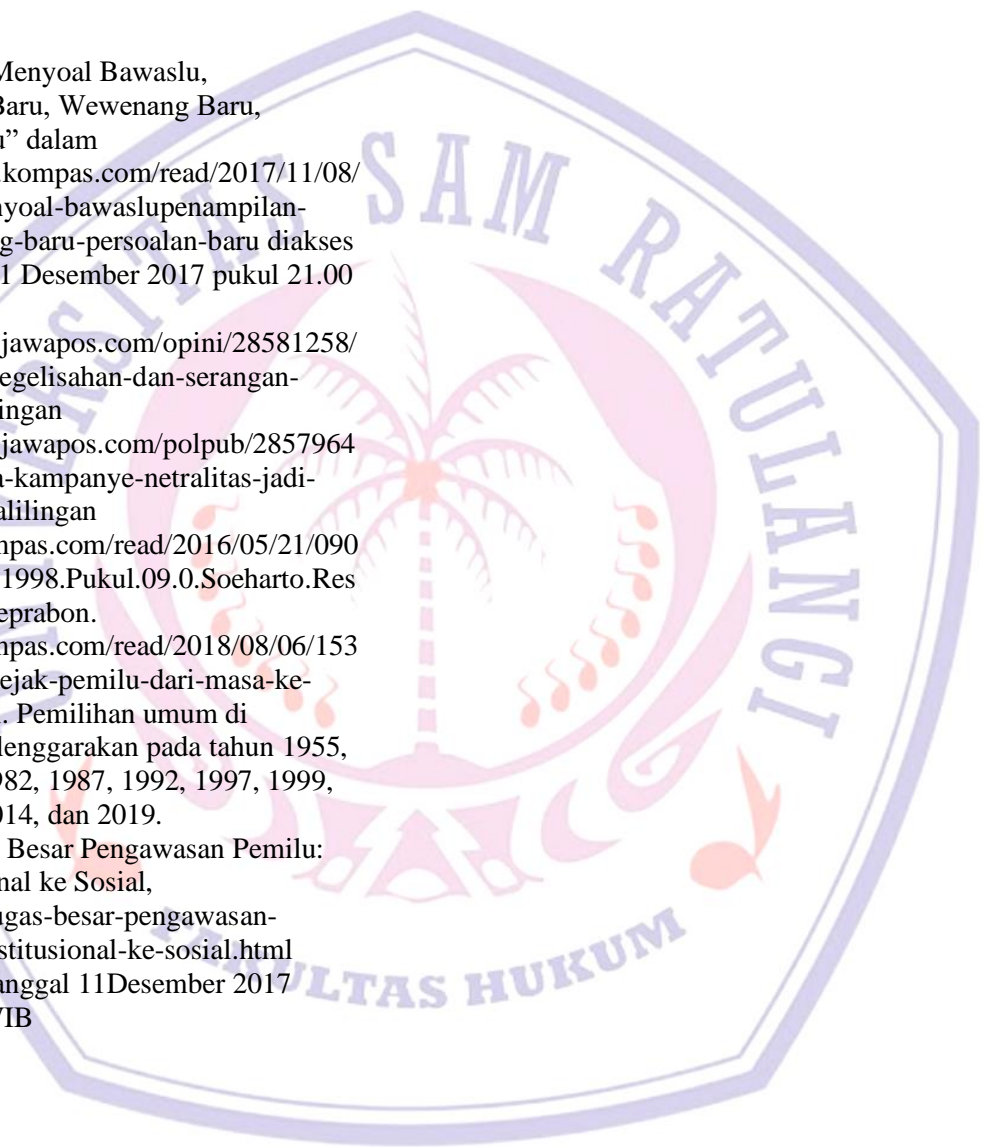 Menyoal Bawaslu,
Baru, Wewenang Baru,
u” dalam
.kompas.com/read/2017/11/08/
nyoal-bawaslupenampilan-
g-baru-persoalan-baru diakses
1 Desember 2017 pukul 21.00
jawapos.com/opini/28581258/
egelisahan-dan-serangan-
ingan
jawapos.com/polpub/2857964
a-kampanye-netralitas-jadi-
alilingan
mpas.com/read/2016/05/21/090
1998.Pukul.09.0.Soeharto.Res
eprabon.
mpas.com/read/2018/08/06/153
ejak-pemilu-dari-masa-ke-
. Pemilihan umum di
lenggarakan pada tahun 1955,
982, 1987, 1992, 1997, 1999,
014, dan 2019.
Besar Pengawasan Pemilu:
nal ke Sosial,
ugas-besar-pengawasan-
stitusional-ke-sosial.html
anggal 11Desember 2017
VIB
UNIVERSITAS SAM RATULANGI
FAKULTAS HUKUM